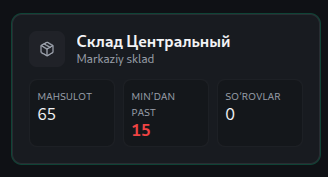 Склад Центральный
Markaziy sklad
MAHSULOT
65
MIN'DAN
PAST
15
SO'ROVLAR
0